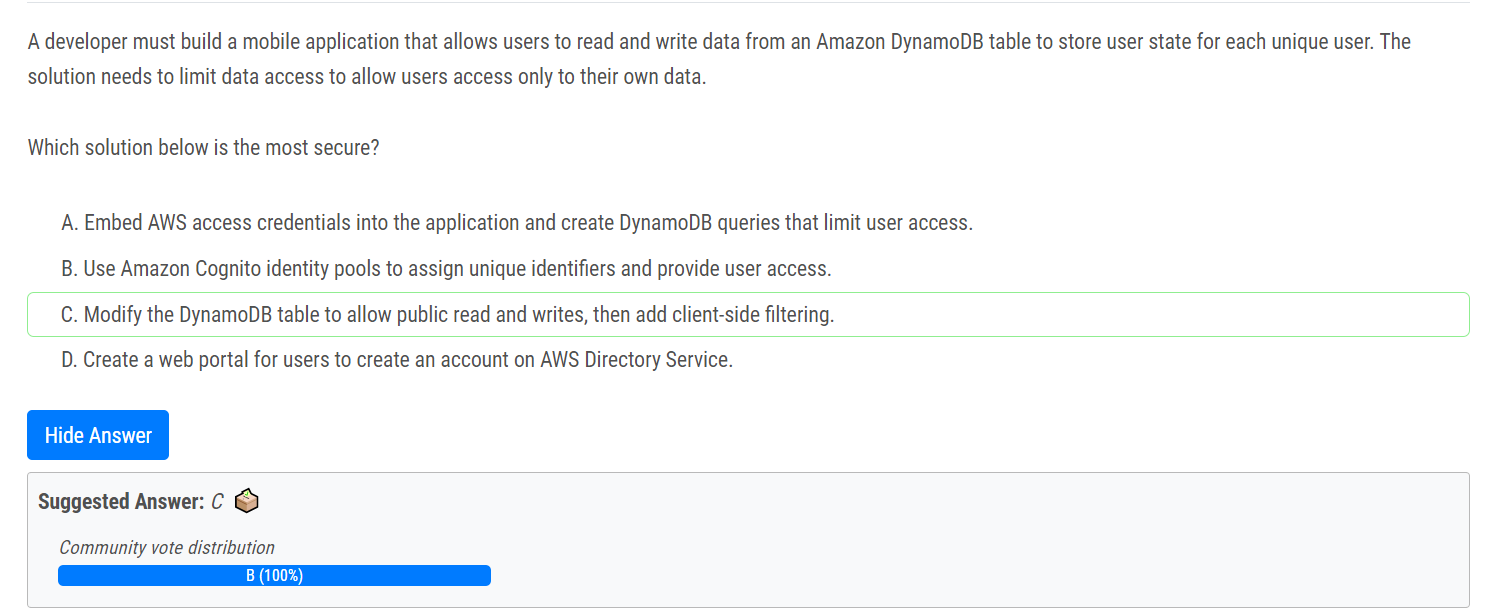 A developer must build a mobile application that allows users to read and write data from an Amazon DynamoDB table to store user state for each unique user. The
solution needs to limit data access to allow users access only to their own data.
Which solution below is the most secure?
A. Embed AWS access credentials into the application and create DynamoDB queries that limit user access.
B. Use Amazon Cognito identity pools to assign unique identifiers and provide user access.
C. Modify the DynamoDB table to allow public read and writes, then add client-side filtering.
D. Create a web portal for users to create an account on AWS Directory Service.
Hide Answer
Suggested Answer: C
Community vote distribution
B (100%)